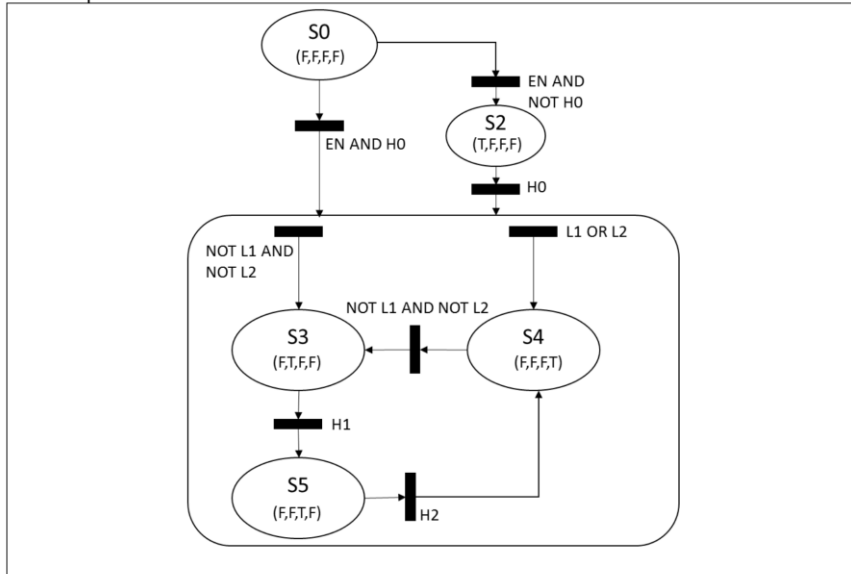 S0
(F,F,F,F)
EN AND
NOT H0
S2
(T,F,F,F)
EN AND H0
H0
NOT L1 AND
NOT L2
L1 OR L2
NOT L1 AND NOT L2
S3
(F,T,F,F)
S4
(F,F,F,T)
H1
S5
(F,F,T,F)
H2